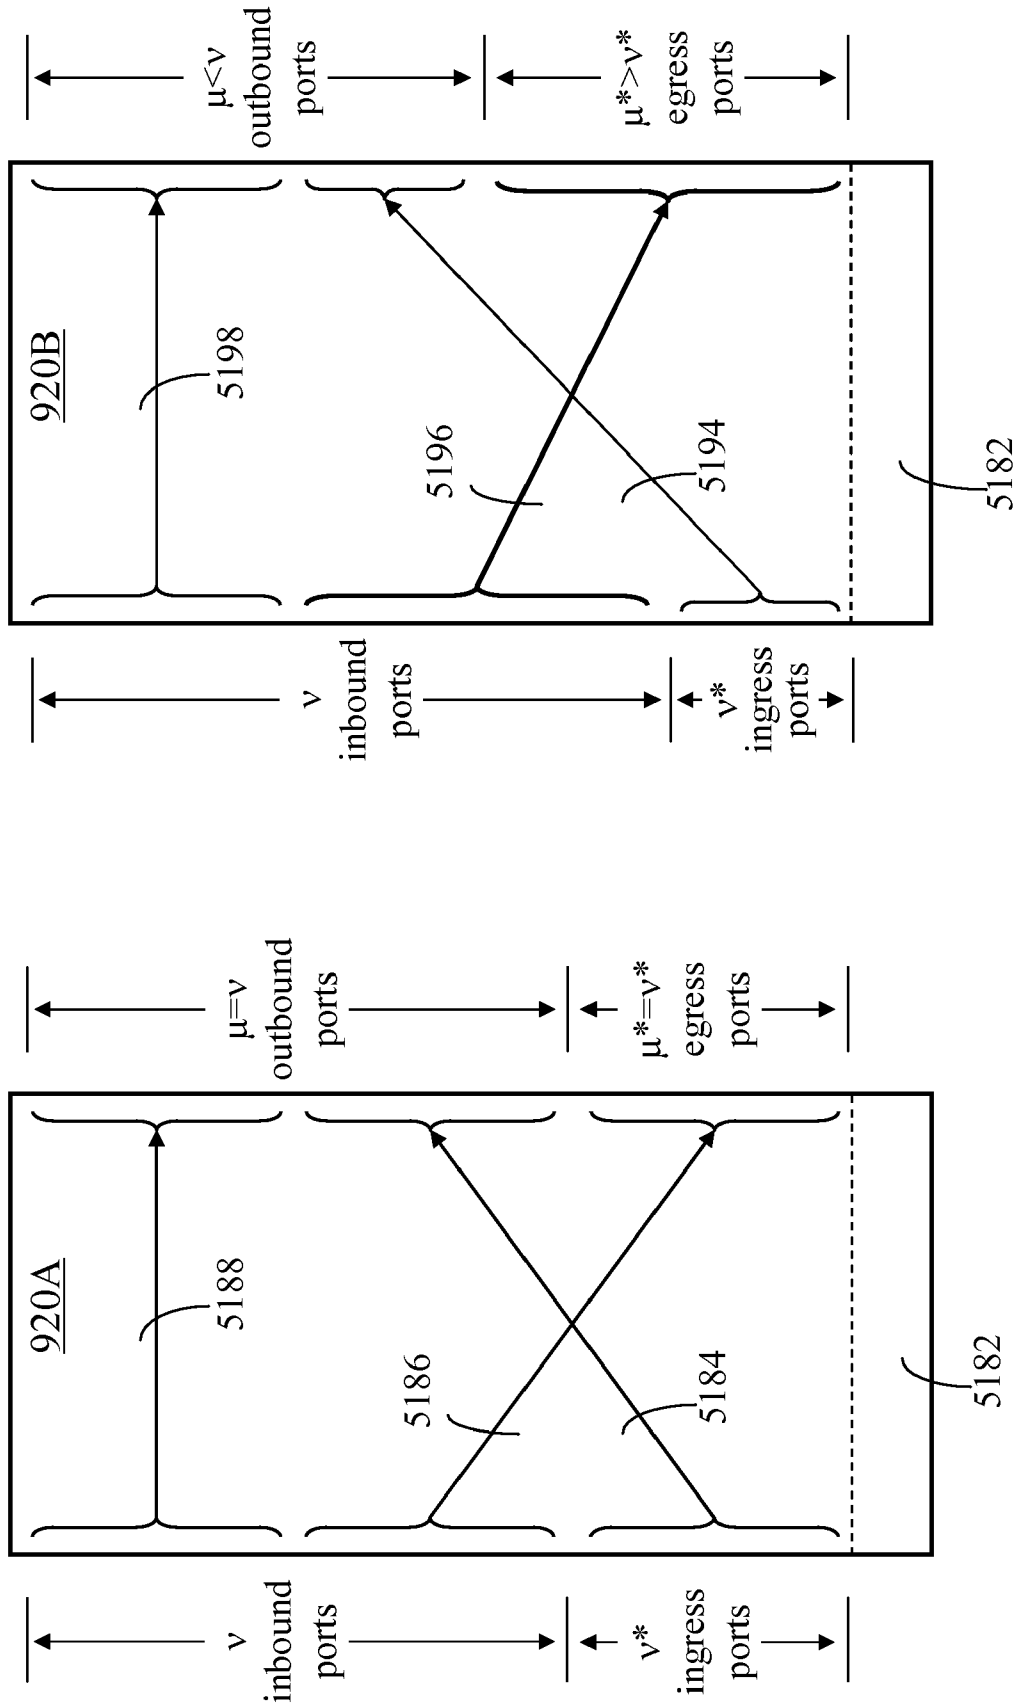 920A
ν
inbound
ports
ν*
ingress
ports
5188
5186
5184
μ=ν
outbound
ports
μ*=ν*
egress
ports
5182
920B
ν
inbound
ports
ν*
ingress
ports
5198
5196
5194
μ<ν
outbound
ports
μ*>ν*
egress
ports
5182